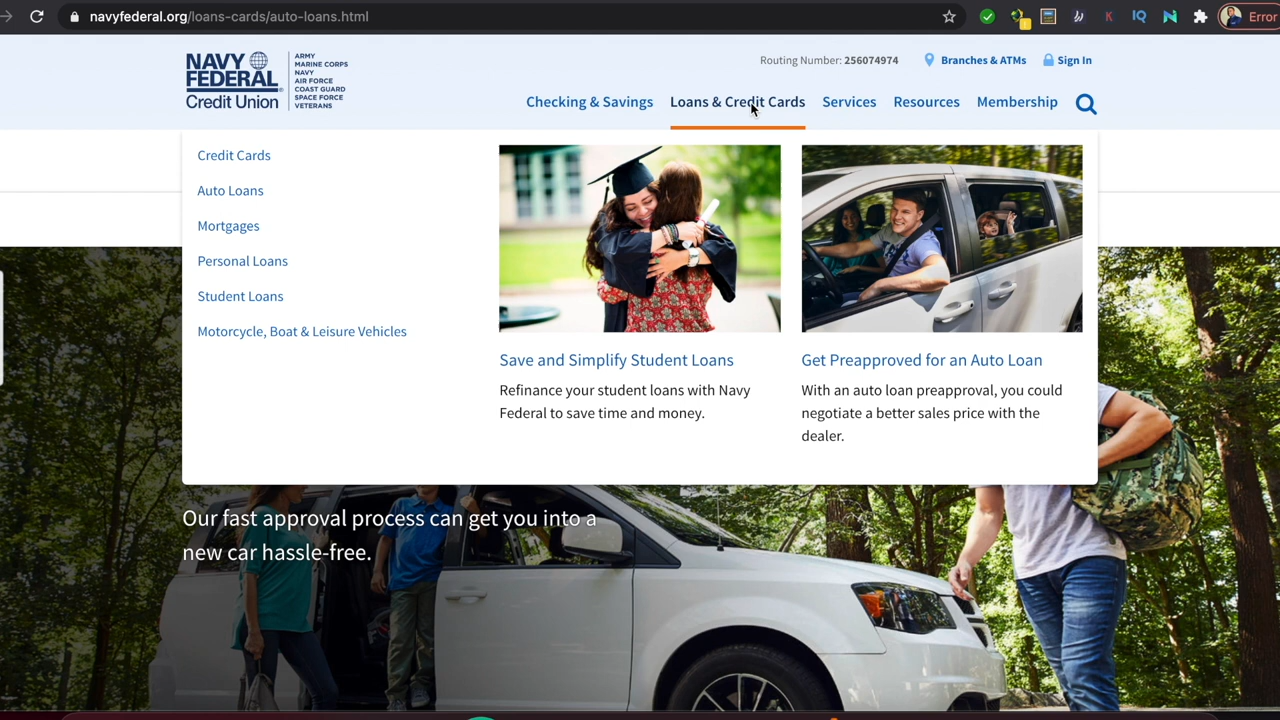 navyfederal.org/loans-cards/auto-loans.html
Error
NAVY
FEDERAL
Credit Union
ARMY
MARINE CORPS
NAVY
AIR FORCE
COAST GUARD
SPACE FORCE
VETERANS
Routing Number: 256074974
Branches & ATMs
Sign In
Checking & Savings
Loans & Credit Cards
Services
Resources
Membership
Credit Cards
Auto Loans
Mortgages
Personal Loans
Student Loans
Motorcycle, Boat & Leisure Vehicles
Save and Simplify Student Loans
Refinance your student loans with Navy
Federal to save time and money.
Get Preapproved for an Auto Loan
With an auto loan preapproval, you could
negotiate a better sales price with the
dealer.
Our fast approval process can get you into a
new car hassle-free.